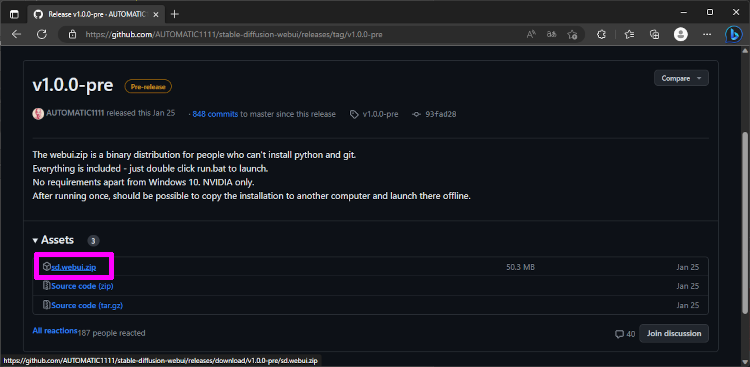 Release v1.0.0-pre · AUTOMATIC1
https://github.com/AUTOMATIC1111/stable-diffusion-webui/releases/tag/v1.0.0-pre
v1.0.0-pre
Pre-release
Compare
AUTOMATIC1111 released this Jan 25
· 848 commits to master since this release
v1.0.0-pre
93fad28
The webui.zip is a binary distribution for people who can't install python and git.
Everything is included - just double click run.bat to launch.
No requirements apart from Windows 10. NVIDIA only.
After running once, should be possible to copy the installation to another computer and launch there offline.
Assets 3
sd.webui.zip 50.3 MB Jan 25
Source code (zip) Jan 25
Source code (tar.gz) Jan 25
All reactions 187 people reacted
40 Join discussion
https://github.com/AUTOMATIC1111/stable-diffusion-webui/releases/download/v1.0.0-pre/sd.webui.zip